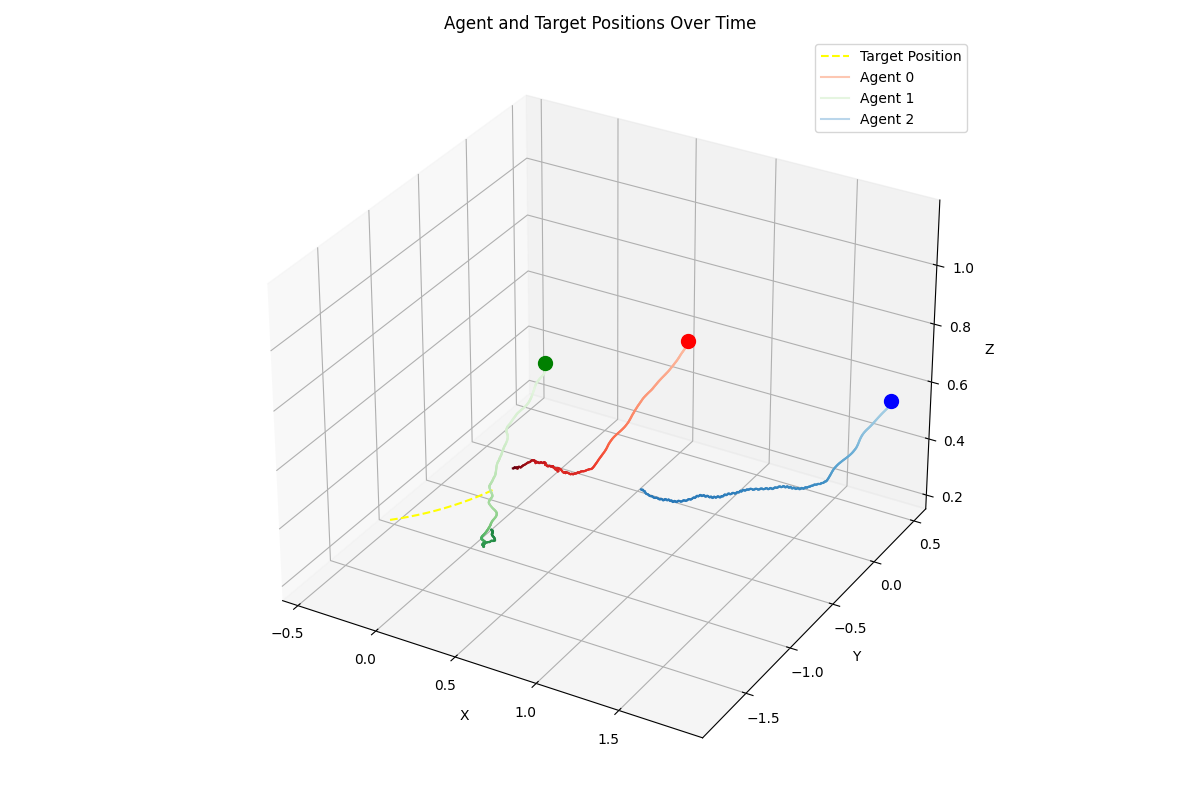 Agent and Target Positions Over Time
Target Position
Agent 0
Agent 1
Agent 2
1.0
0.8
0.6
0.4
0.2
Z
0.5
0.0
−0.5
−1.0
−1.5
Y
−0.5
0.0
0.5
1.0
1.5
X